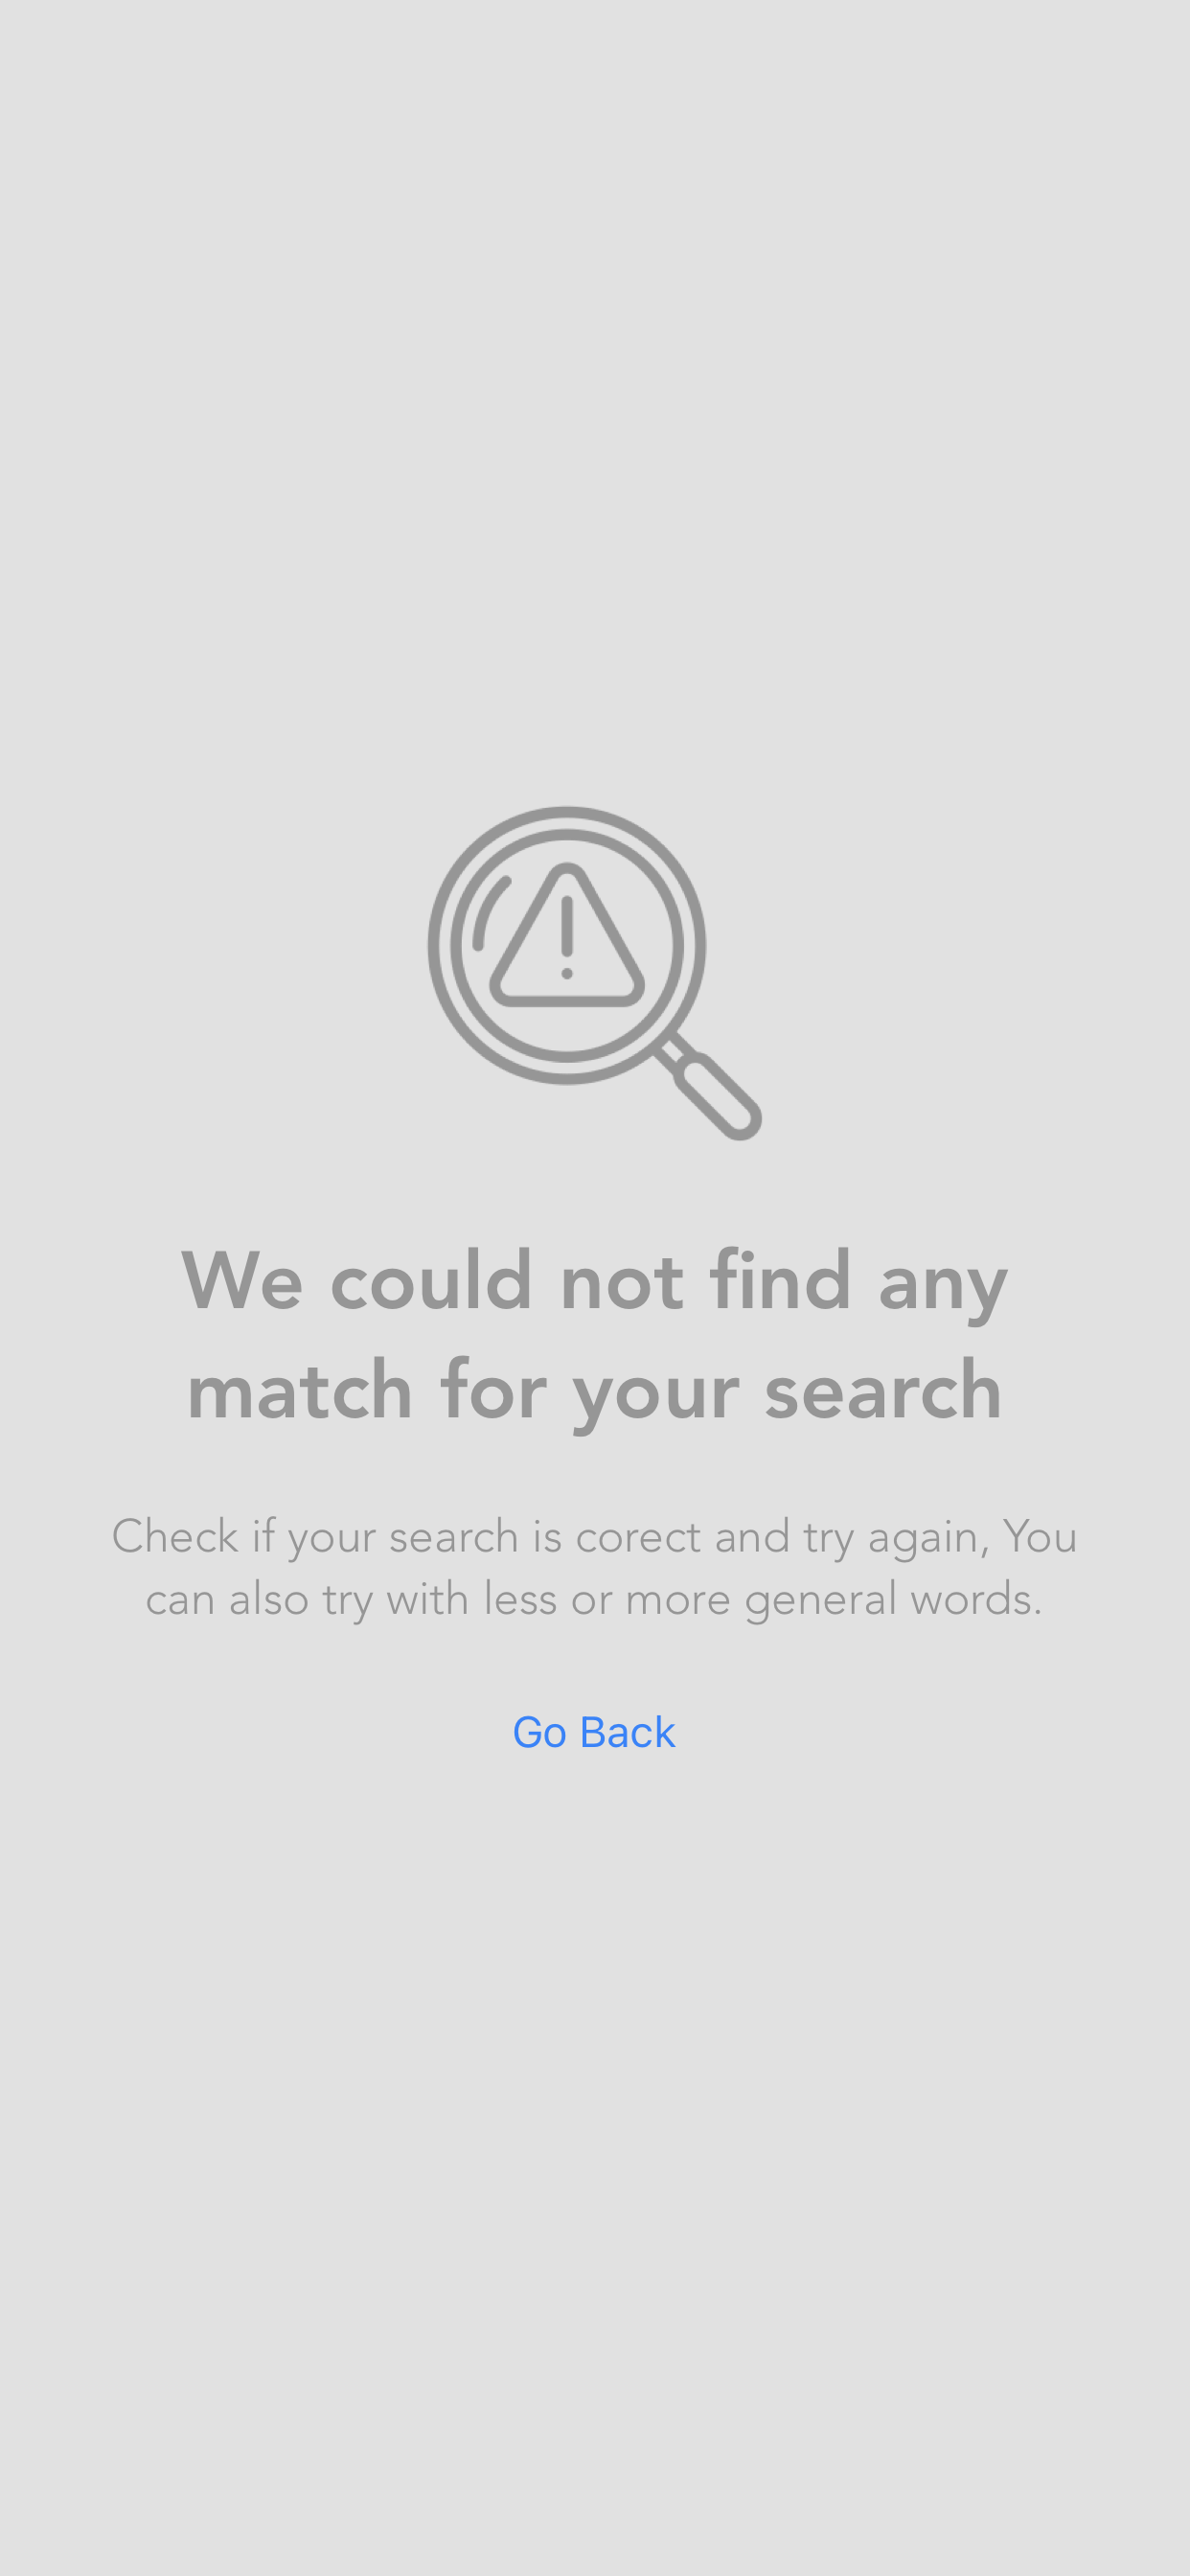 We could not find any
match for your search
Check if your search is corect and try again, You
can also try with less or more general words.
Go Back